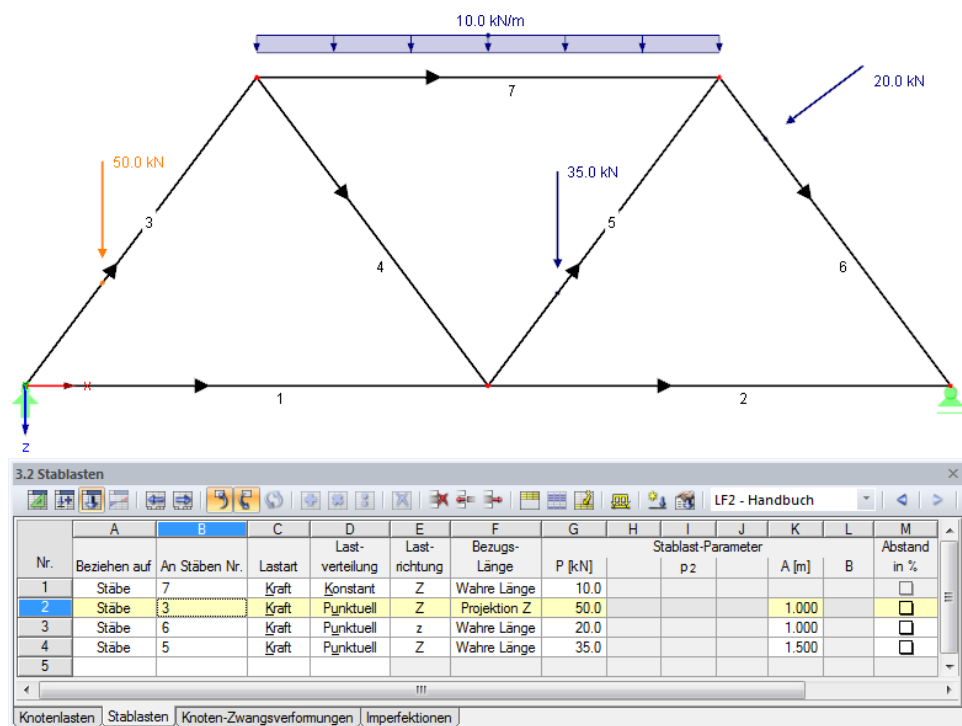 10.0 kN/m
7
20.0 kN
50.0 kN
35.0 kN
3
5
4
6
X
1
2
Z
3.2 Stablasten
LF2 - Handbuch
A B C D E F G H I J K L M
Nr. Beziehen auf An Stäben Nr. Lastart Last-verteilung Last-richtung Bezugs-Länge Stablast-Parameter Abstand in %
P [kN] p2 A [m] B
1 Stäbe 7 Kraft Konstant Z Wahre Länge 10.0
2 Stäbe 3 Kraft Punktuell Z Projektion Z 50.0 1.000
3 Stäbe 6 Kraft Punktuell z Wahre Länge 20.0 1.000
4 Stäbe 5 Kraft Punktuell Z Wahre Länge 35.0 1.500
5
Knotenlasten Stablasten Knoten-Zwangsverformungen Imperfektionen